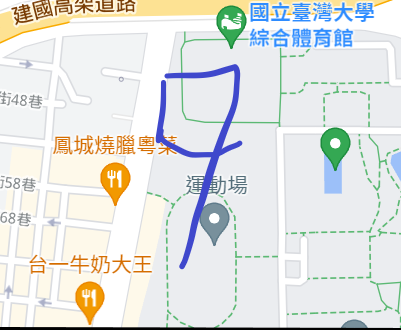 建國高架道路
國立臺灣大學
綜合體育館
街48巷
鳳城燒臘粵菜
運動場
58巷
68巷
台一牛奶大王